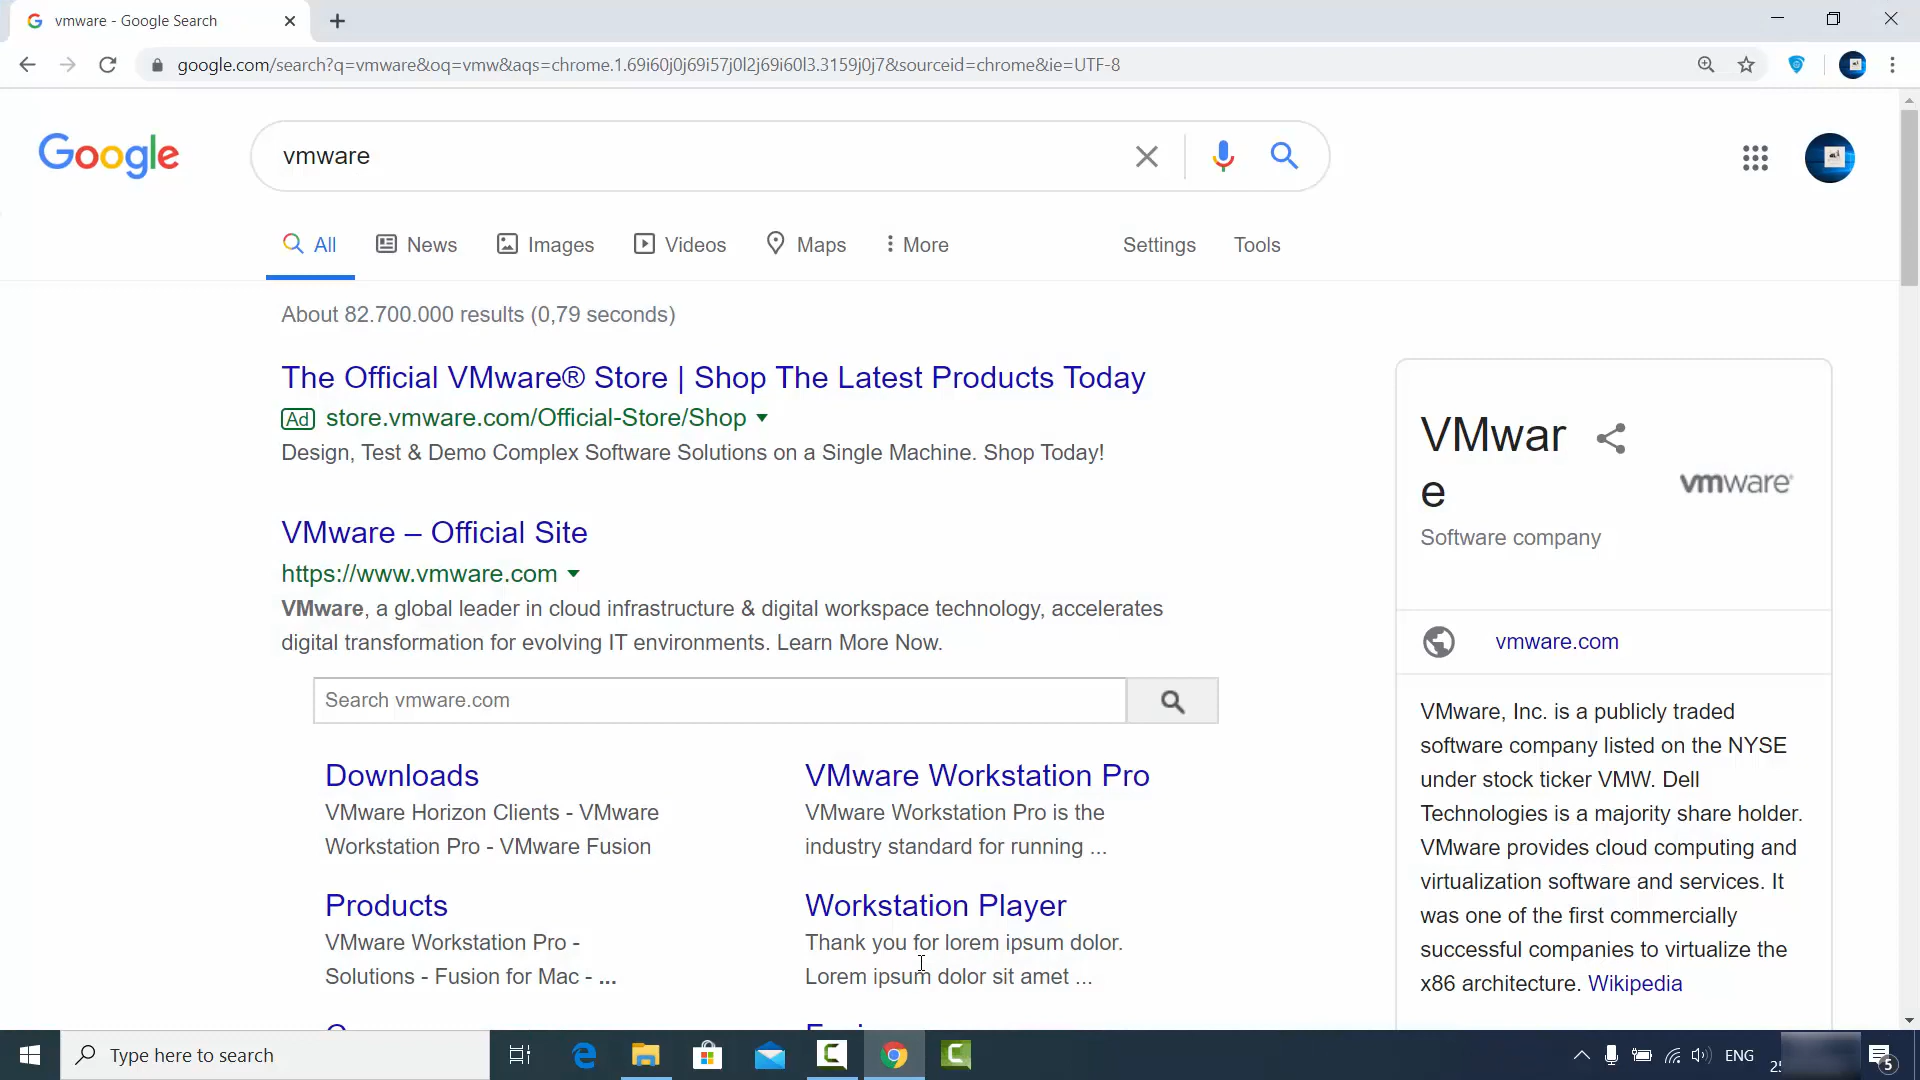 vmware - Google Search
google.com/search?q=vmware&oq=vmw&aqs=chrome.1.69i60j0j69i57j0l2j69i60l3.3159j0j7&sourceid=chrome&ie=UTF-8
Google
vmware
All News Images Videos Maps More Settings Tools
About 82.700.000 results (0,79 seconds)
The Official VMware® Store | Shop The Latest Products Today
Ad store.vmware.com/Official-Store/Shop
Design, Test & Demo Complex Software Solutions on a Single Machine. Shop Today!
VMware – Official Site
https://www.vmware.com
VMware, a global leader in cloud infrastructure & digital workspace technology, accelerates
digital transformation for evolving IT environments. Learn More Now.
Search vmware.com
Downloads
VMware Horizon Clients - VMware
Workstation Pro - VMware Fusion
VMware Workstation Pro
VMware Workstation Pro is the
industry standard for running ...
Products
VMware Workstation Pro -
Solutions - Fusion for Mac - ...
Workstation Player
Thank you for lorem ipsum dolor.
Lorem ipsum dolor sit amet ...
VMwar
e
vmware
Software company
vmware.com
VMware, Inc. is a publicly traded
software company listed on the NYSE
under stock ticker VMW. Dell
Technologies is a majority share holder.
VMware provides cloud computing and
virtualization software and services. It
was one of the first commercially
successful companies to virtualize the
x86 architecture. Wikipedia
Type here to search
ENG
5